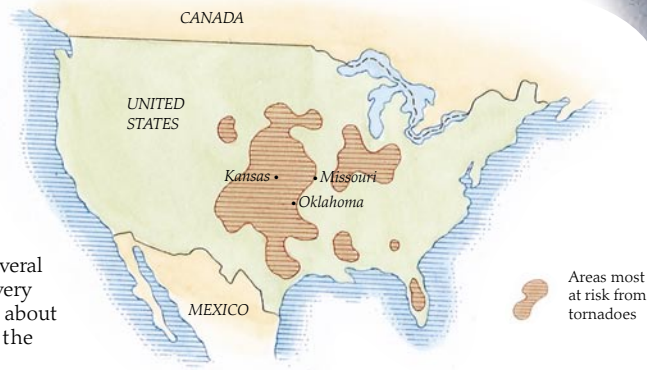 CANADA
UNITED
STATES
Kansas
Missouri
Oklahoma
MEXICO
veral
very
about
the
Areas most
at risk from
tornadoes